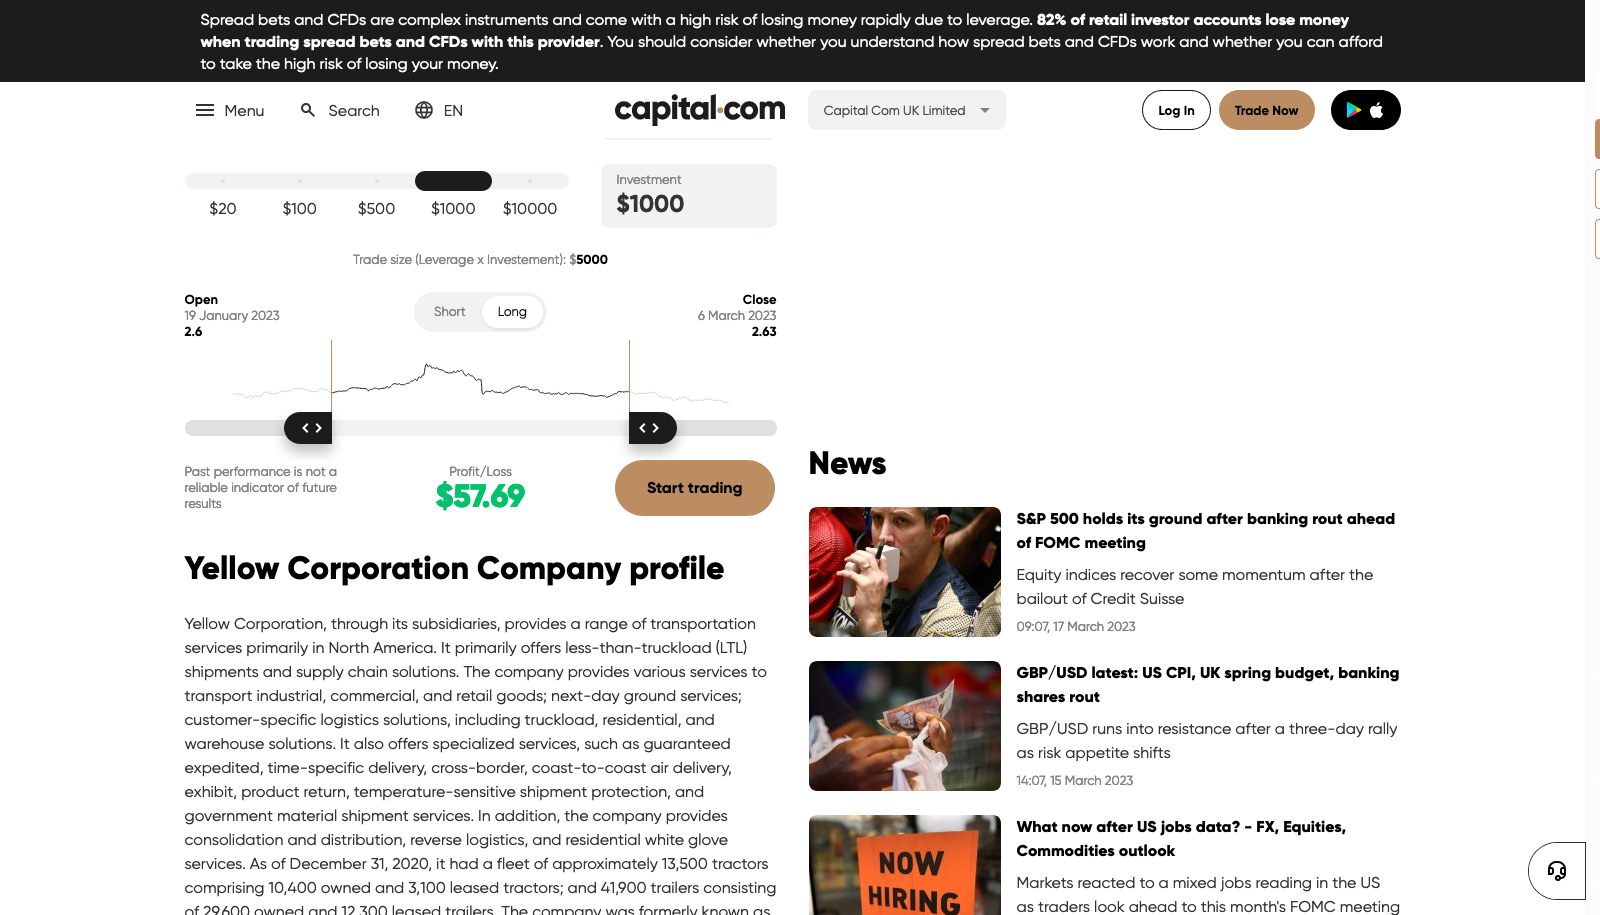 Spread bets and CFDs are complex instruments and come with a high risk of losing money rapidly due to leverage. 82% of retail investor accounts lose money
when trading spread bets and CFDs with this provider. You should consider whether you understand how spread bets and CFDs work and whether you can afford
to take the high risk of losing your money.
Menu
Search
EN
capital.com
Capital Com UK Limited
Log In
Trade Now
$20
$100
$500
$1000
$10000
Investment
$1000
Trade size (Leverage x Investement): $5000
Open
19 January 2023
2.6
Short
Long
Close
6 March 2023
2.63
Past performance is not a
reliable indicator of future
results
Profit/Loss
$57.69
Start trading
Yellow Corporation Company profile
Yellow Corporation, through its subsidiaries, provides a range of transportation
services primarily in North America. It primarily offers less-than-truckload (LTL)
shipments and supply chain solutions. The company provides various services to
transport industrial, commercial, and retail goods; next-day ground services;
customer-specific logistics solutions, including truckload, residential, and
warehouse solutions. It also offers specialized services, such as guaranteed
expedited, time-specific delivery, cross-border, coast-to-coast air delivery,
exhibit, product return, temperature-sensitive shipment protection, and
government material shipment services. In addition, the company provides
consolidation and distribution, reverse logistics, and residential white glove
services. As of December 31, 2020, it had a fleet of approximately 13,500 tractors
comprising 10,400 owned and 3,100 leased tractors; and 41,900 trailers consisting
of 29,600 owned and 12,300 leased trailers. The company was formerly known as
News
S&P 500 holds its ground after banking rout ahead
of FOMC meeting
Equity indices recover some momentum after the
bailout of Credit Suisse
09:07, 17 March 2023
GBP/USD latest: US CPI, UK spring budget, banking
shares rout
GBP/USD runs into resistance after a three-day rally
as risk appetite shifts
14:07, 15 March 2023
NOW
HIRING
What now after US jobs data? - FX, Equities,
Commodities outlook
Markets reacted to a mixed jobs reading in the US
as traders look ahead to this month's FOMC meeting